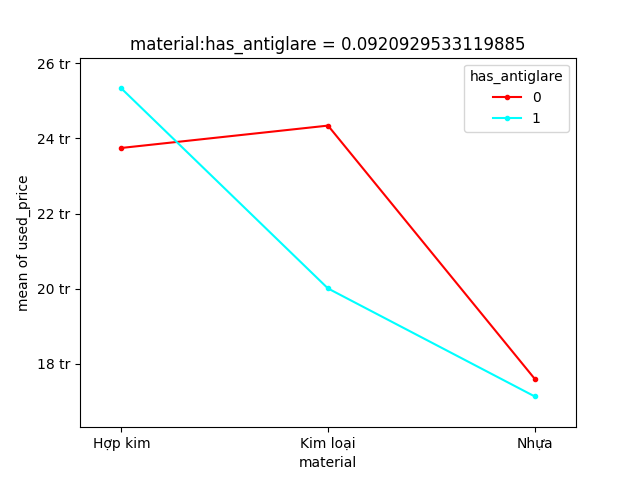 material:has_antiglare = 0.0920929533119885
26 tr
24 tr
22 tr
20 tr
18 tr
mean of used_price
has_antiglare
0
1
Hợp kim
Kim loại
Nhựa
material